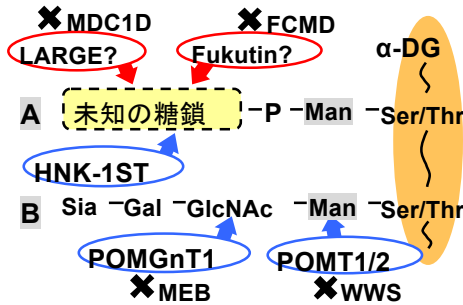 ✖MDC1D ✖FCMD
LARGE? Fukutin? α-DG
A 未知の糖鎖 -P -Man -Ser/Thr
HNK-1ST
B Sia -Gal -GlcNAc -Man -Ser/Thr
POMGnT1 POMT1/2
✖MEB ✖WWS